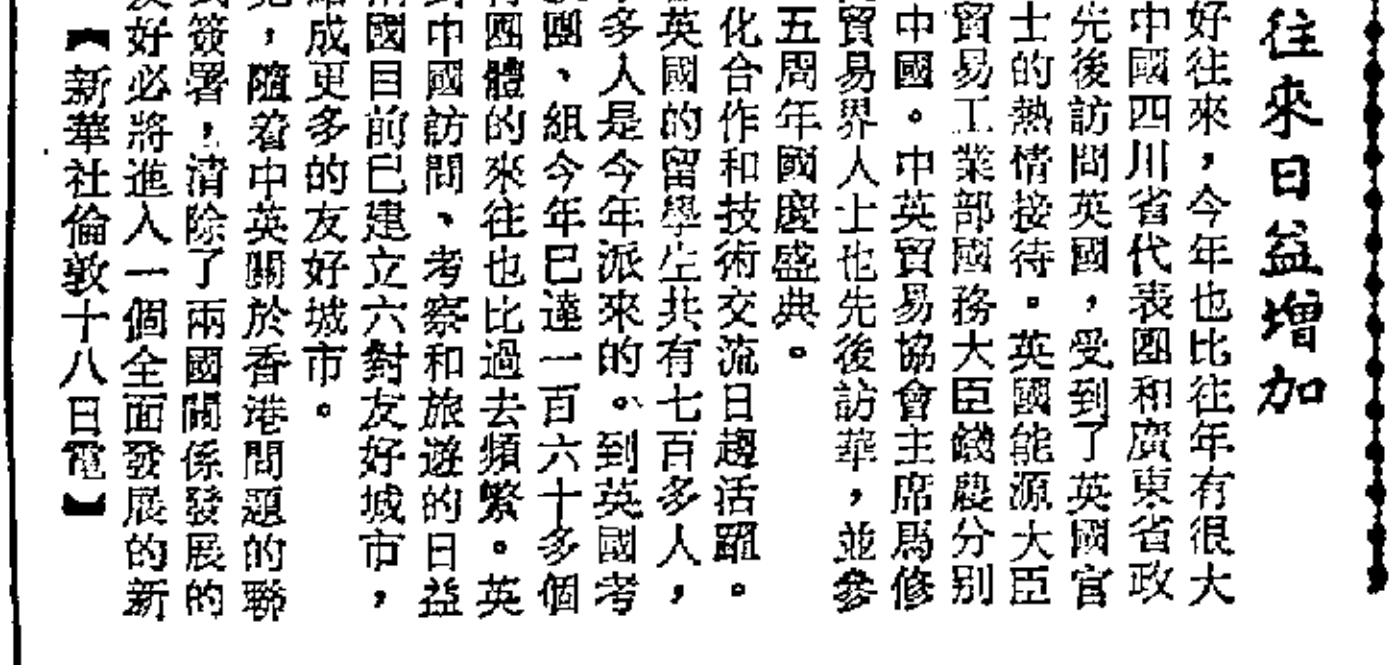 往來日益增加
好往來，今年也比往年有很大
中國四川省代表團和廣東省政
先後訪問英國，受到了英國官
士的熱情接待。英國能源大臣
貿易工業部國務大臣農分别
中國。中英貿易協會主席馬修
貿易界人士也先後訪華，並參
五周年國慶盛典。
化合作和技術交流日趨活躍。
英國的留學生共有七百多人，
多人是今年派來的。到英國考
團、組今年已達一百六十多個
團體的來往也比過去頻繁。英
中國訪問、考察和旅遊的日益
國目前已建立六對友好城市，
成更多的友好城市。
，隨着中英關於香港問題的聯
簽署，清除了兩國關係發展的
好必將進入一個全面發展的新
【新華社倫敦十八日電】